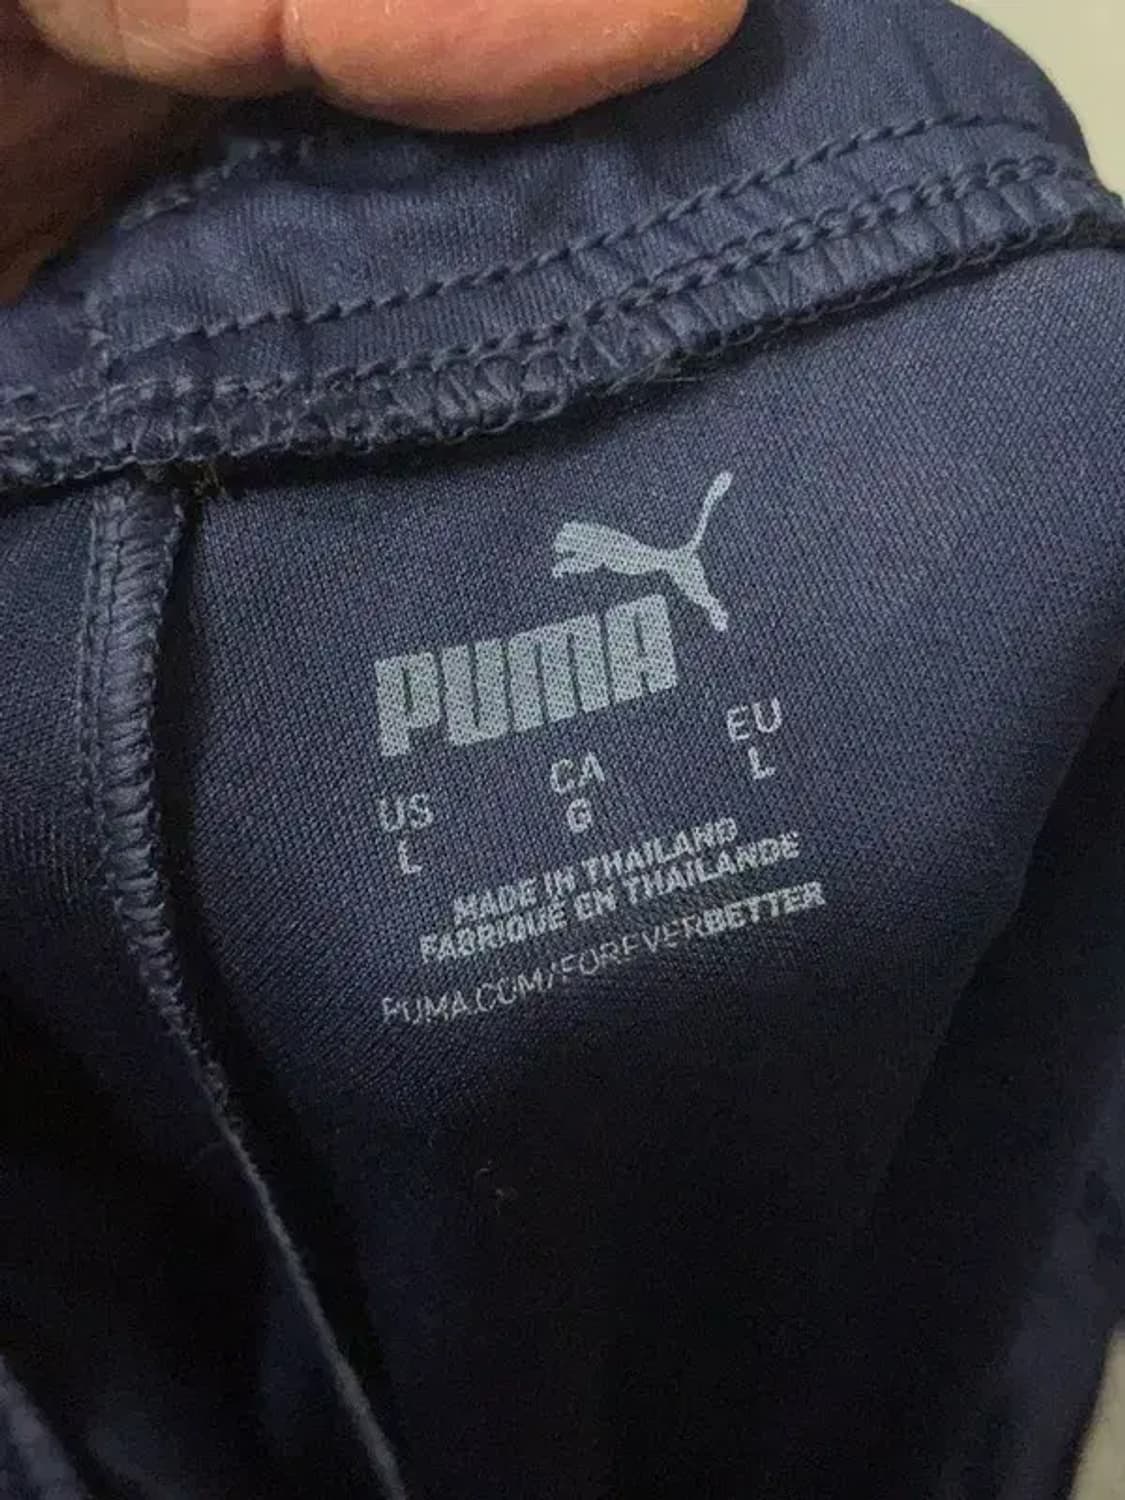 PUMA
US CA EU
L G L
MADE IN THAILAND
FABRIQUÉ EN THAILANDE
PUMA.COM/FOREVERBETTER